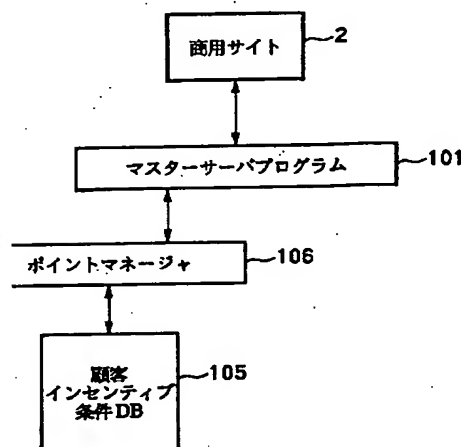 商用サイト
2
マスターサーバプログラム
101
ポイントマネージャ
106
顧客
インセンティブ
条件DB
105